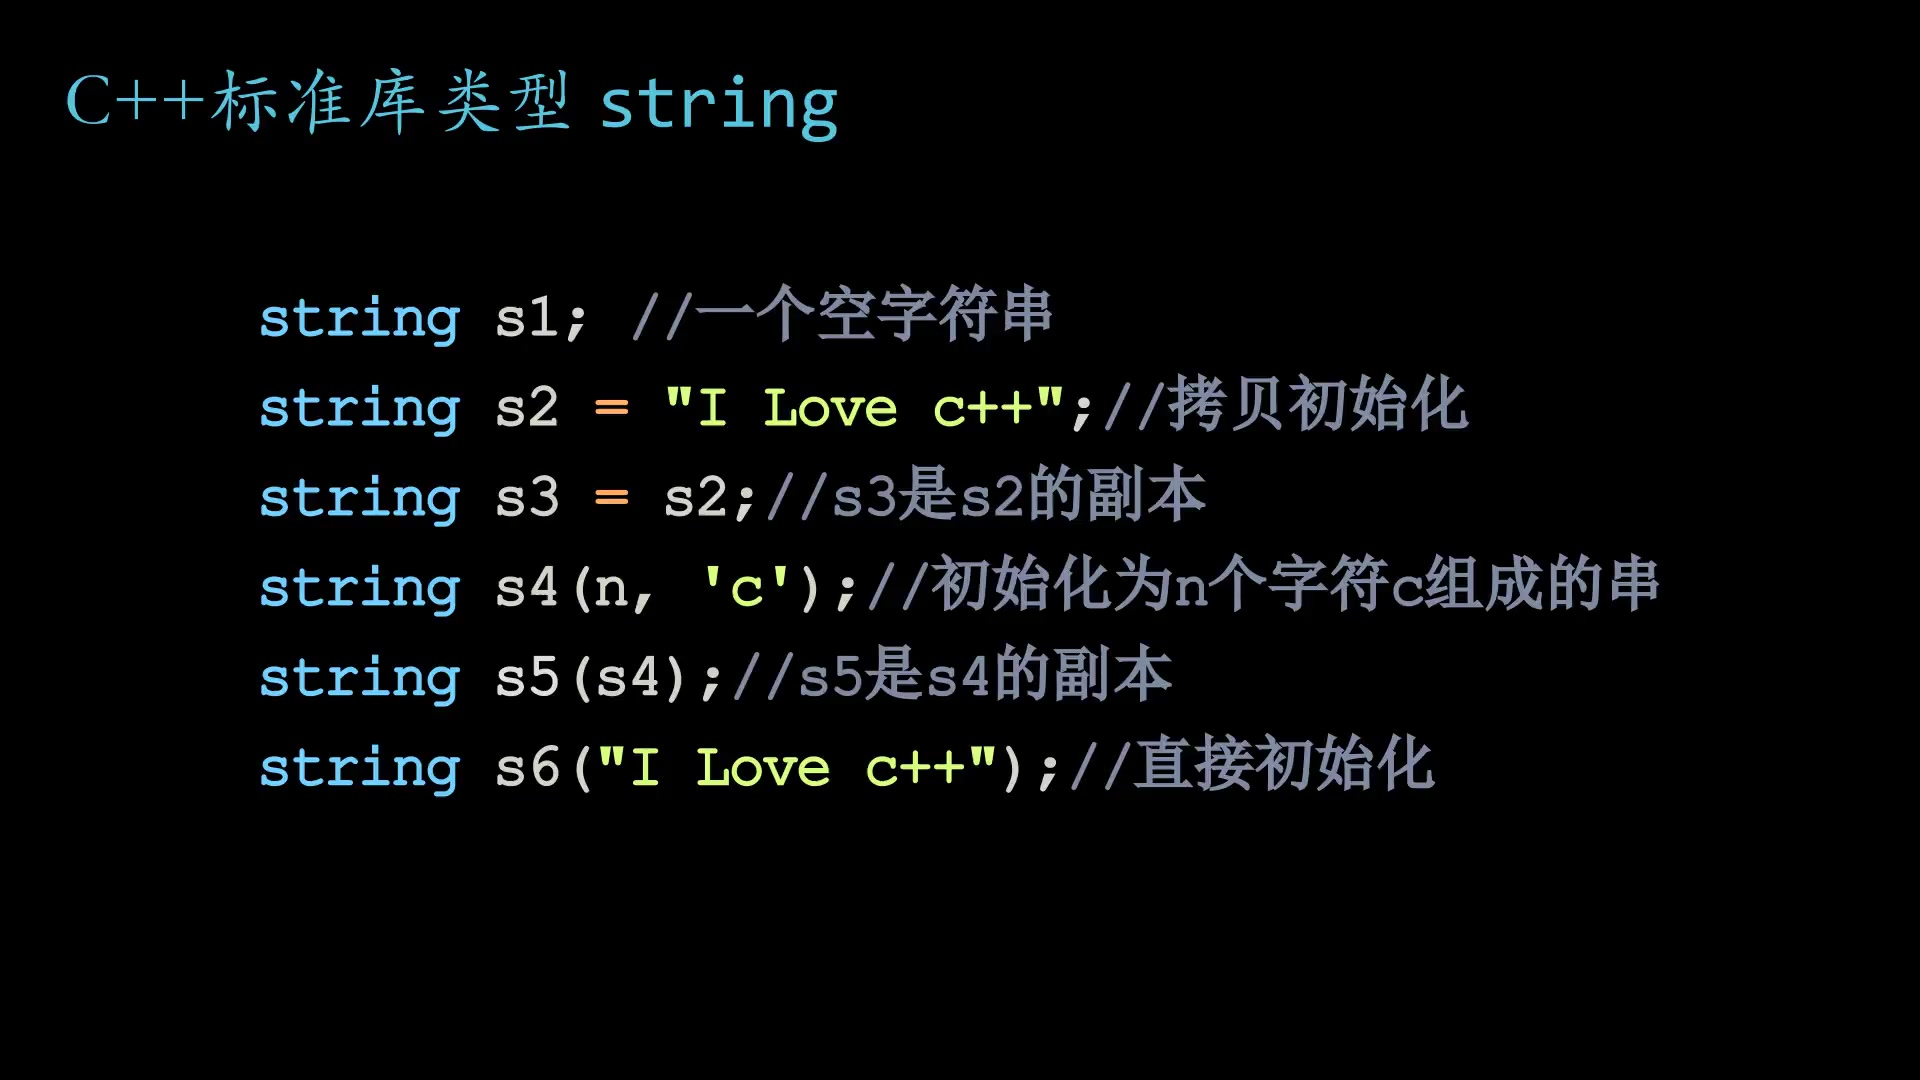 C++标准库类型 string
string s1; //一个空字符串
string s2 = "I Love c++";//拷贝初始化
string s3 = s2;//s3是s2的副本
string s4(n, 'c');//初始化为n个字符c组成的串
string s5(s4);//s5是s4的副本
string s6("I Love c++");//直接初始化